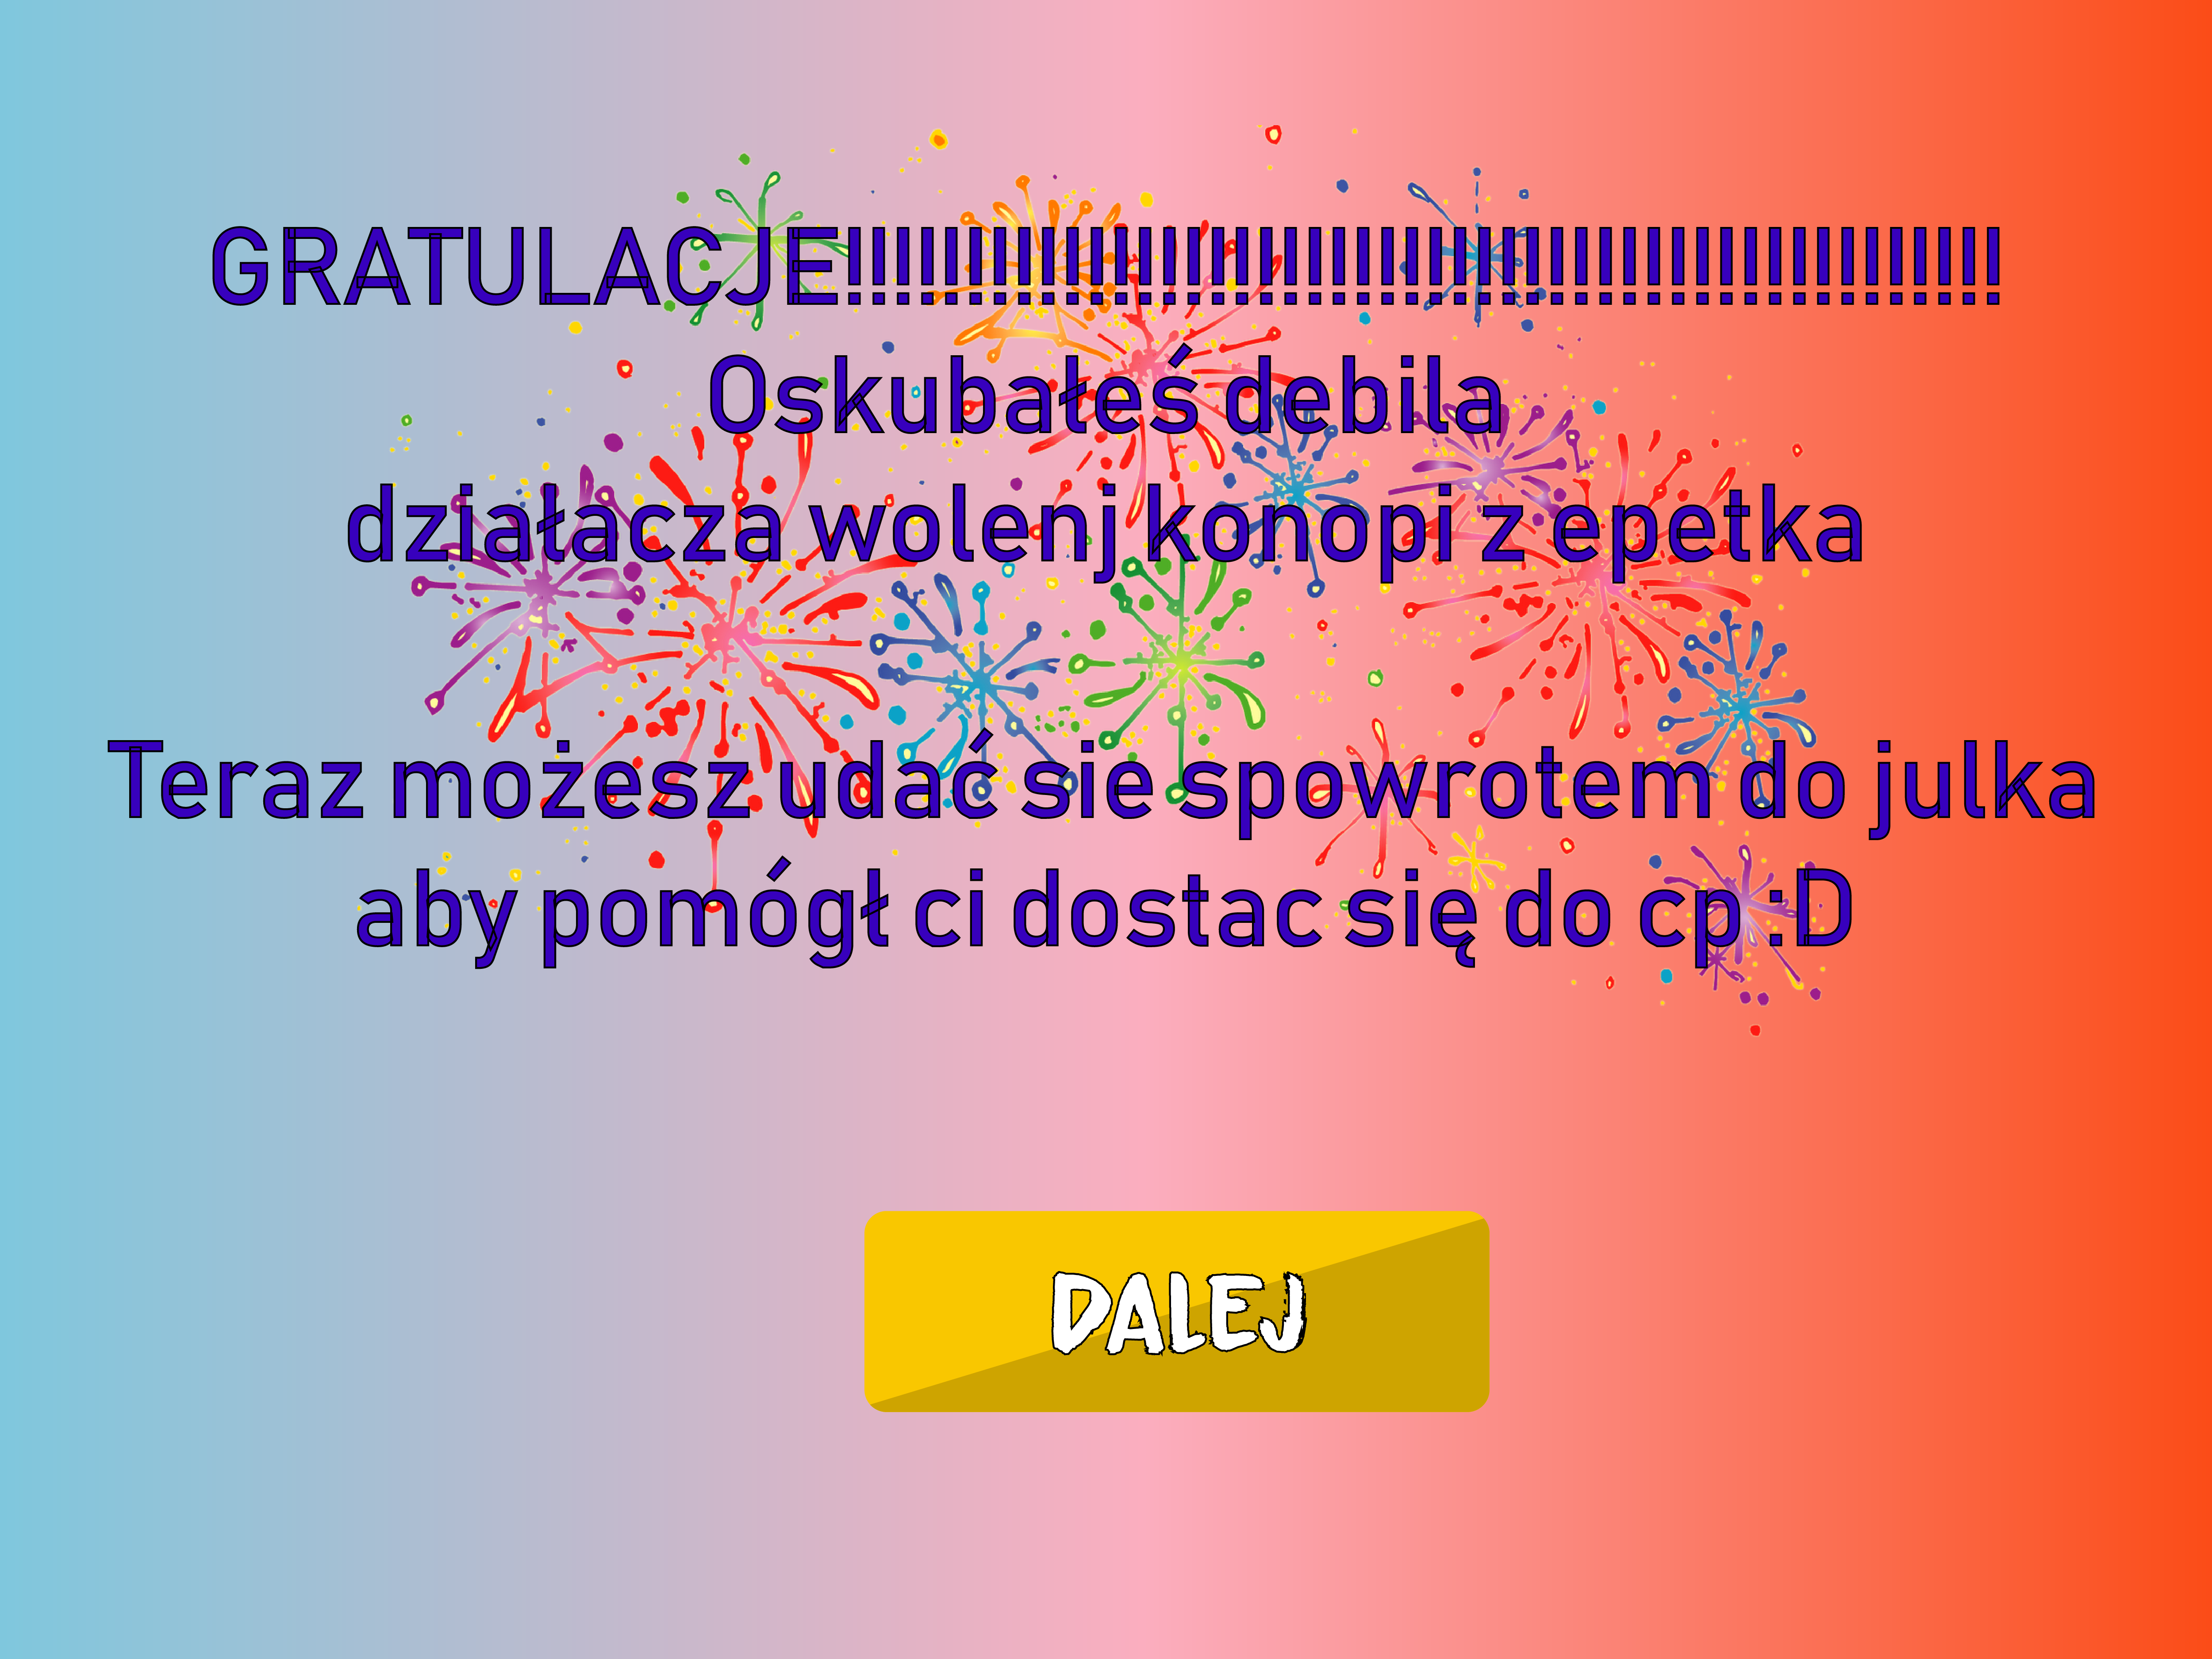 GRATULACJE!!!!!!!!!!!!!!!!!!!!!!!!!!!!!!!!!!!!!!!!!!!!!!!!
Oskubałeś debila
działacza wolenj konopi z epetka
Teraz możesz udać sie spowrotem do julka
aby pomógł ci dostac się do cp :D
DALEJ